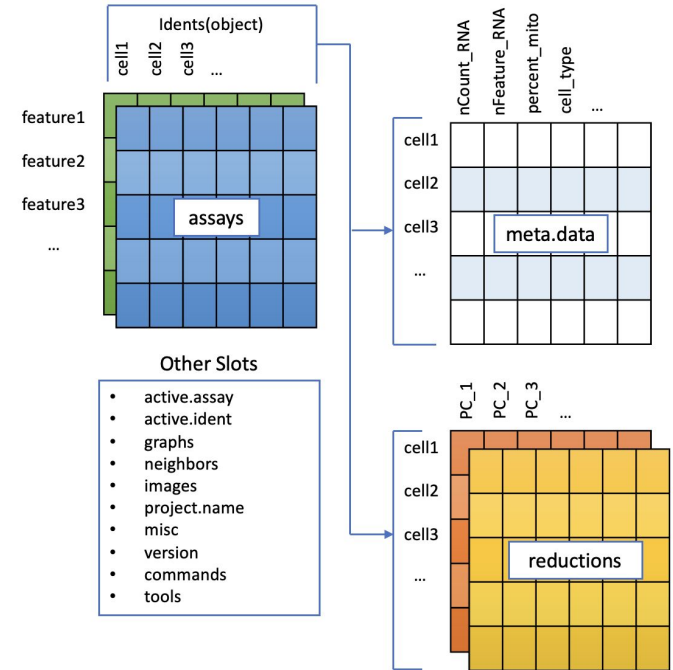 Idents(object)
cell1
cell2
cell3
...
feature1
feature2
feature3
...
assays
nCount_RNA
nFeature_RNA
percent_mito
cell_type
...
cell1
cell2
cell3
...
meta.data
Other Slots
• active.assay
• active.ident
• graphs
• neighbors
• images
• project.name
• misc
• version
• commands
• tools
PC_1
PC_2
PC_3
...
cell1
cell2
cell3
...
reductions